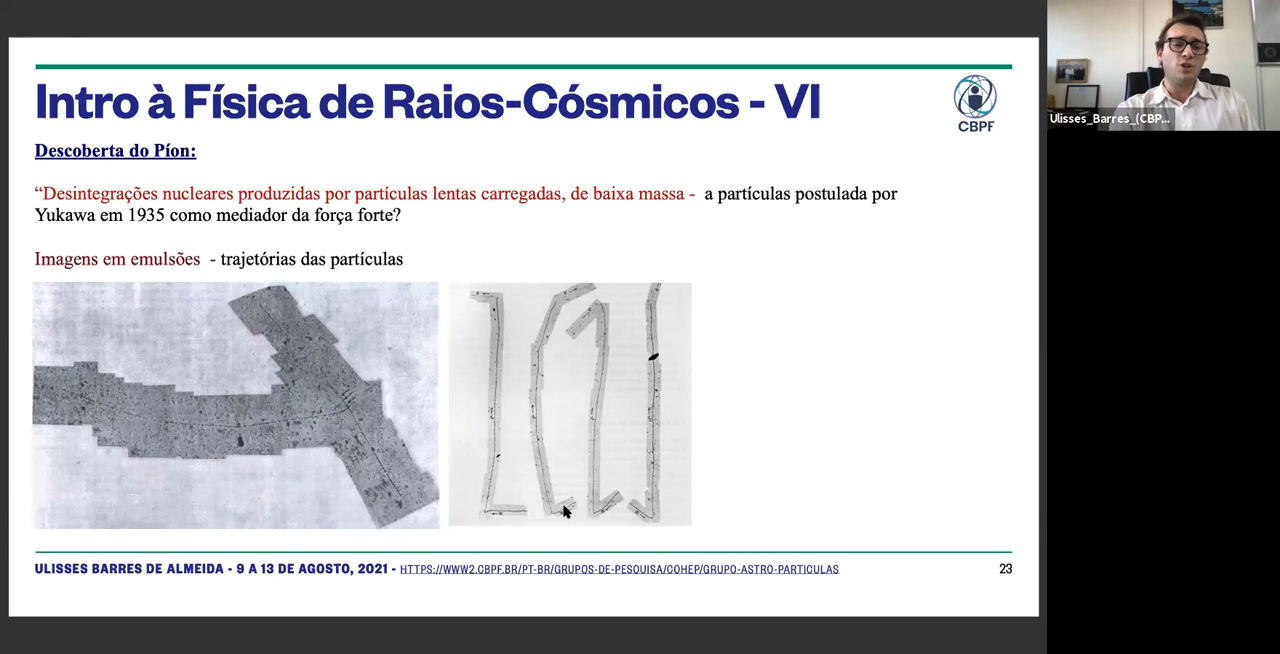 Intro à Física de Raios-Cósmicos - VI
CBPF
Descoberta do Píon:
“Desintegrações nucleares produzidas por partículas lentas carregadas, de baixa massa - a partículas postulada por
Yukawa em 1935 como mediador da força forte?
Imagens em emulsões - trajetórias das partículas
ULISSES BARRES DE ALMEIDA - 9 A 13 DE AGOSTO, 2021 - HTTPS://WWW2.CBPF.BR/PT-BR/GRUPOS-DE-PESQUISA/COHEP/GRUPO-ASTRO-PARTICULAS
23
Ulisses_Barres_(CBP...